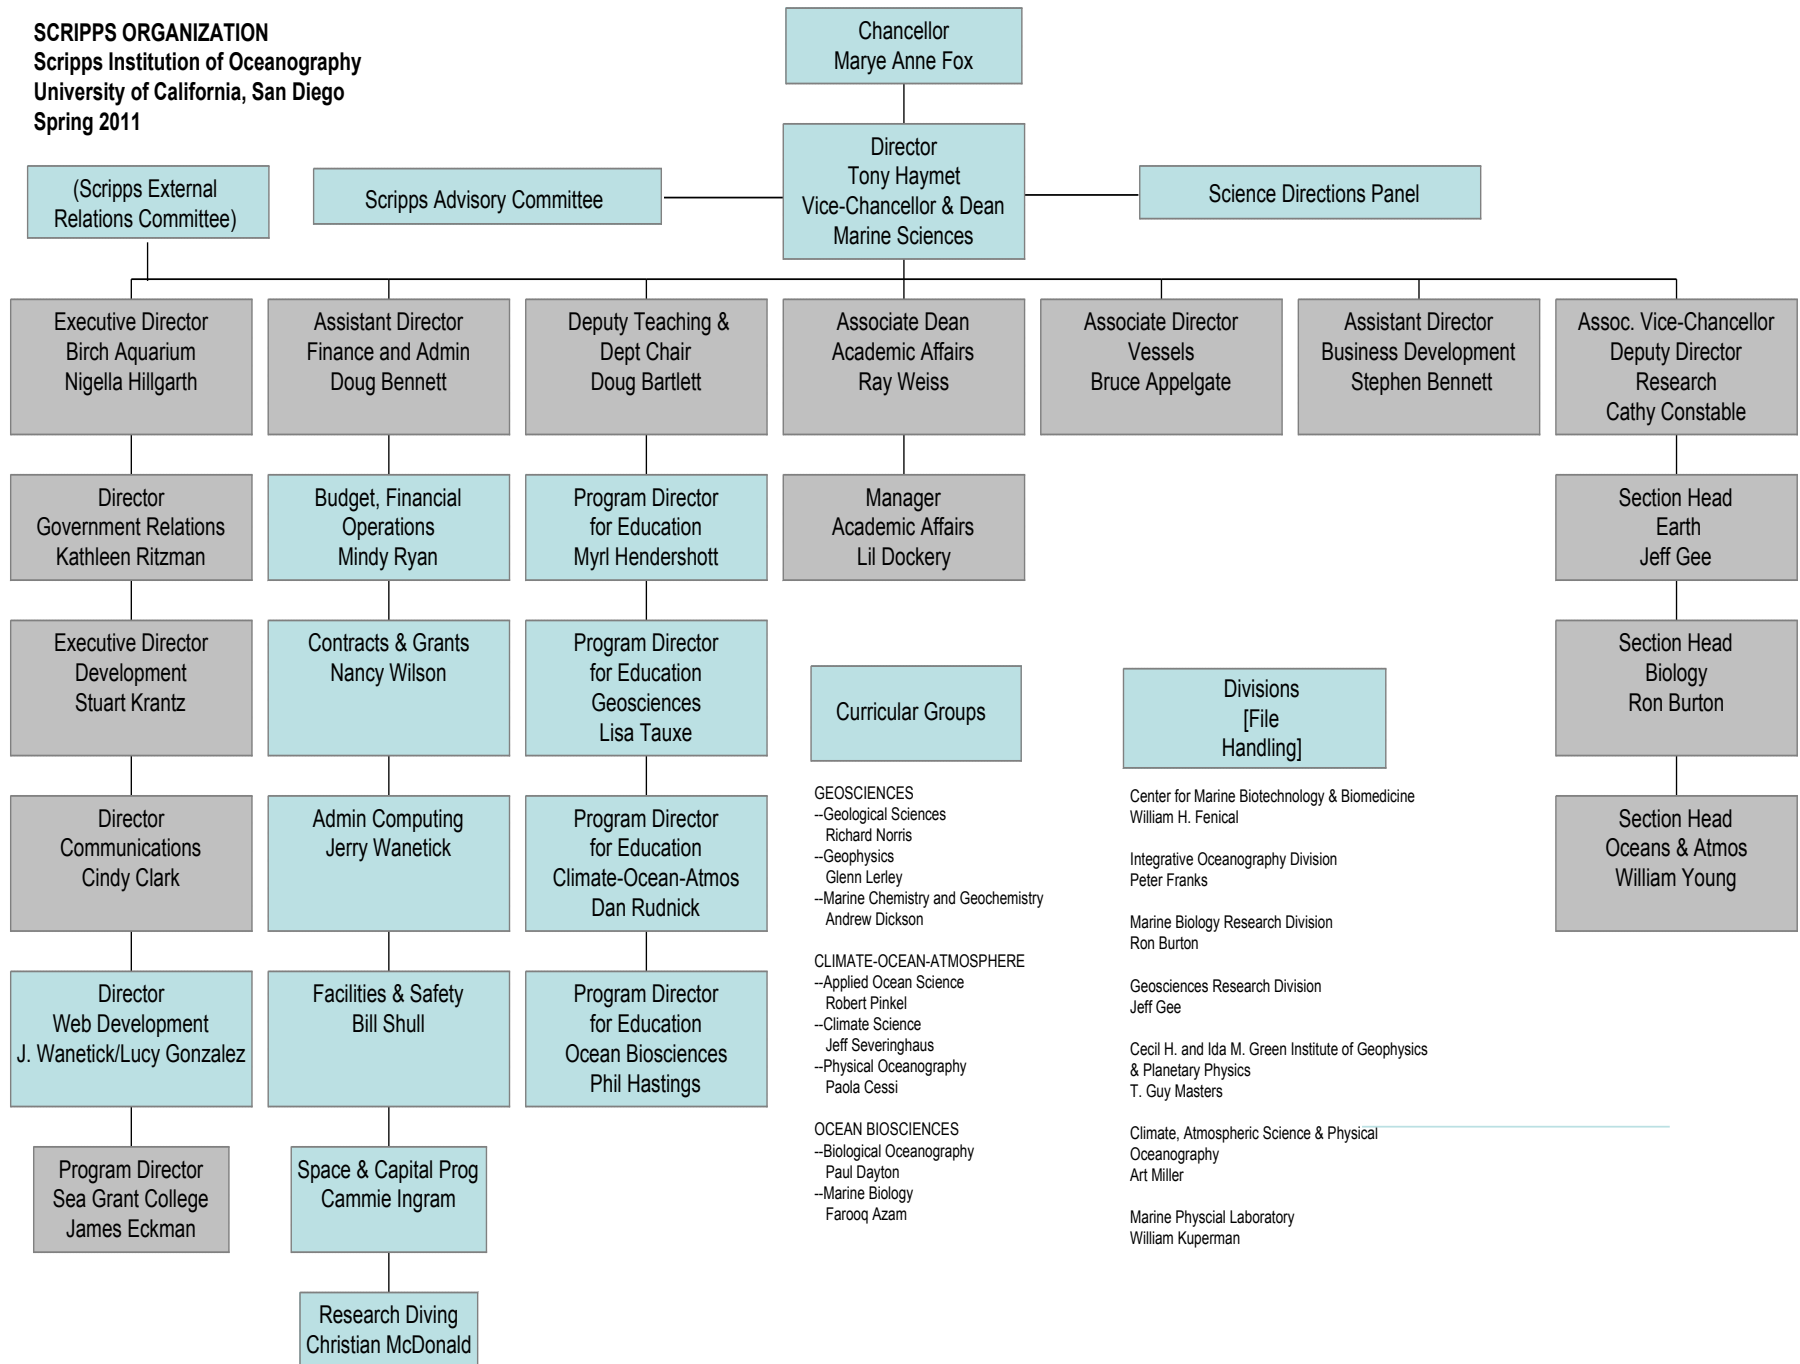 SCRIPPS ORGANIZATION
Scripps Institution of Oceanography
University of California, San Diego
Spring 2011
Chancellor
Marye Anne Fox
Director
Tony Haymet
Vice-Chancellor & Dean
Marine Sciences
(Scripps External
Relations Committee)
Scripps Advisory Committee
Science Directions Panel
Executive Director
Birch Aquarium
Nigella Hillgarth
Assistant Director
Finance and Admin
Doug Bennett
Deputy Teaching &
Dept Chair
Doug Bartlett
Associate Dean
Academic Affairs
Ray Weiss
Associate Director
Vessels
Bruce Appelgate
Assistant Director
Business Development
Stephen Bennett
Assoc. Vice-Chancellor
Deputy Director
Research
Cathy Constable
Director
Government Relations
Kathleen Ritzman
Budget, Financial
Operations
Mindy Ryan
Program Director
for Education
Myrl Hendershott
Manager
Academic Affairs
Lil Dockery
Section Head
Earth
Jeff Gee
Executive Director
Development
Stuart Krantz
Contracts & Grants
Nancy Wilson
Program Director
for Education
Geosciences
Lisa Tauxe
Section Head
Biology
Ron Burton
Director
Communications
Cindy Clark
Admin Computing
Jerry Wanetick
Program Director
for Education
Climate-Ocean-Atmos
Dan Rudnick
Section Head
Oceans & Atmos
William Young
Director
Web Development
J. Wanetick/Lucy Gonzalez
Facilities & Safety
Bill Shull
Program Director
for Education
Ocean Biosciences
Phil Hastings
Program Director
Sea Grant College
James Eckman
Space & Capital Prog
Cammie Ingram
Research Diving
Christian McDonald
Curricular Groups
GEOSCIENCES
--Geological Sciences
Richard Norris
--Geophysics
Glenn Lerley
--Marine Chemistry and Geochemistry
Andrew Dickson
CLIMATE-OCEAN-ATMOSPHERE
--Applied Ocean Science
Robert Pinkel
--Climate Science
Jeff Severinghaus
--Physical Oceanography
Paola Cessi
OCEAN BIOSCIENCES
--Biological Oceanography
Paul Dayton
--Marine Biology
Farooq Azam
Divisions
[File
Handling]
Center for Marine Biotechnology & Biomedicine
William H. Fenical
Integrative Oceanography Division
Peter Franks
Marine Biology Research Division
Ron Burton
Geosciences Research Division
Jeff Gee
Cecil H. and Ida M. Green Institute of Geophysics
& Planetary Physics
T. Guy Masters
Climate, Atmospheric Science & Physical
Oceanography
Art Miller
Marine Physcial Laboratory
William Kuperman